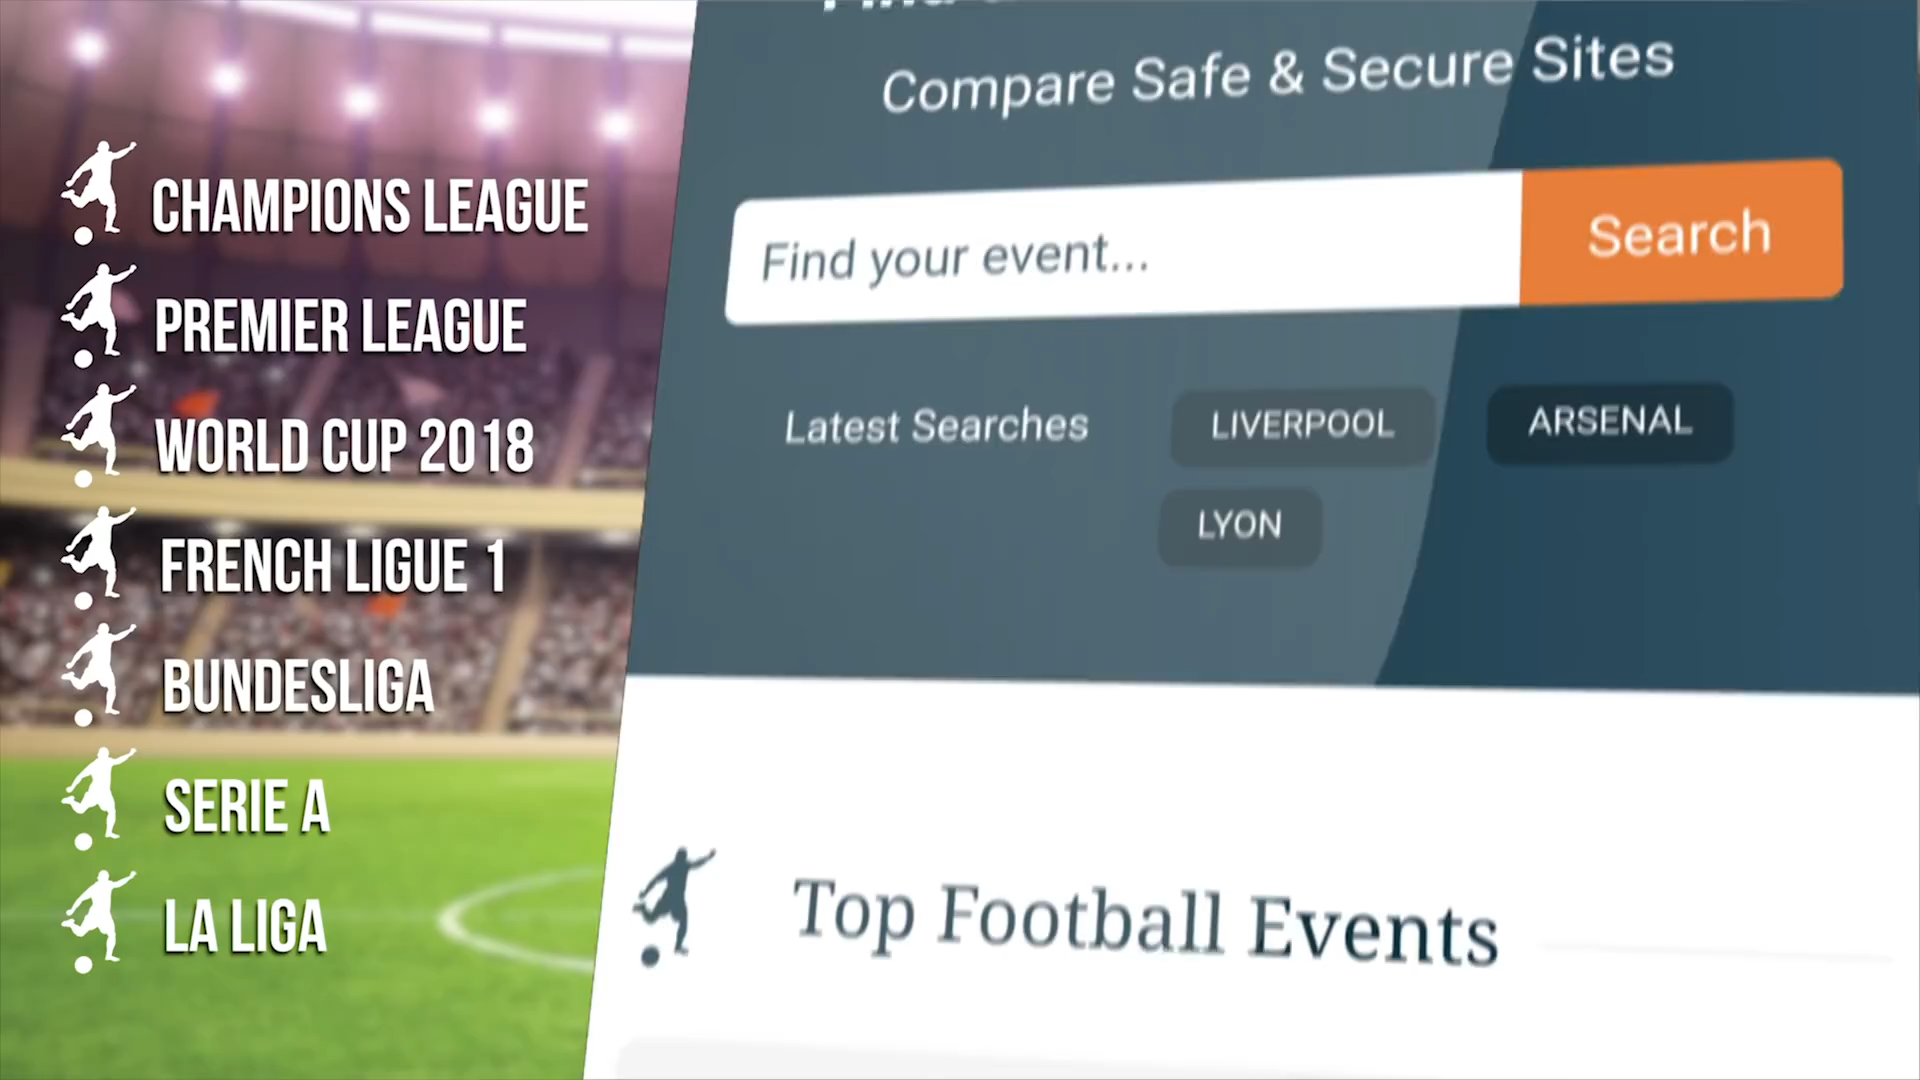 CHAMPIONS LEAGUE
PREMIER LEAGUE
WORLD CUP 2018
FRENCH LIGUE 1
BUNDESLIGA
SERIE A
LA LIGA
Compare Safe & Secure Sites
Find your event...
Search
Latest Searches
LIVERPOOL
ARSENAL
LYON
Top Football Events